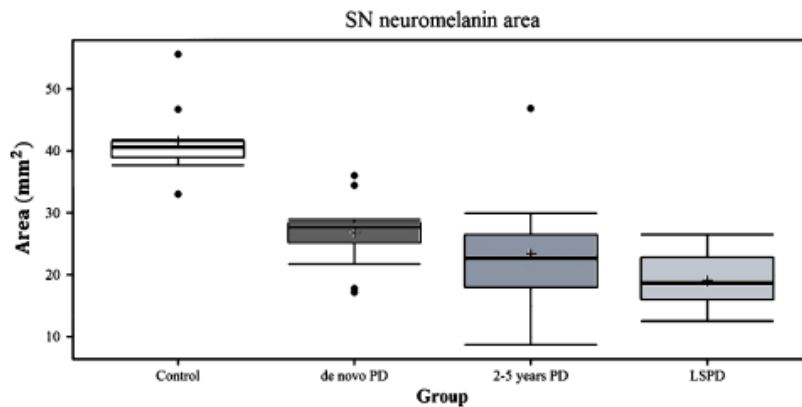 SN neuromelanin area
Area (mm²)
50
40
30
20
10
Control de novo PD 2-5 years PD LSPD
Group